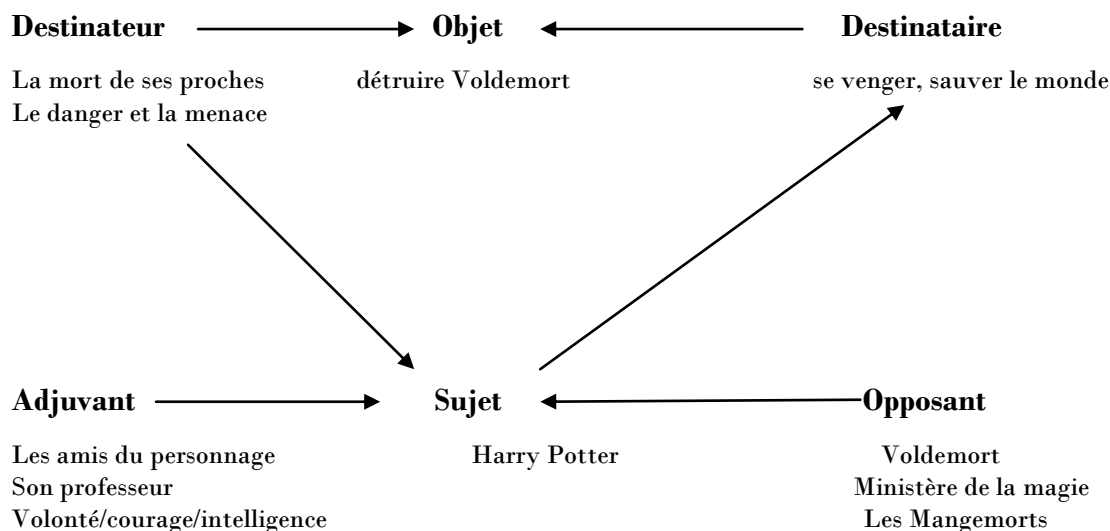 Destinateur Objet Destinataire
La mort de ses proches détruire Voldemort se venger, sauver le monde
Le danger et la menace
Adjuvant Sujet Opposant
Les amis du personnage Harry Potter Voldemort
Son professeur Ministère de la magie
Volonté/courage/intelligence Les Mangemorts